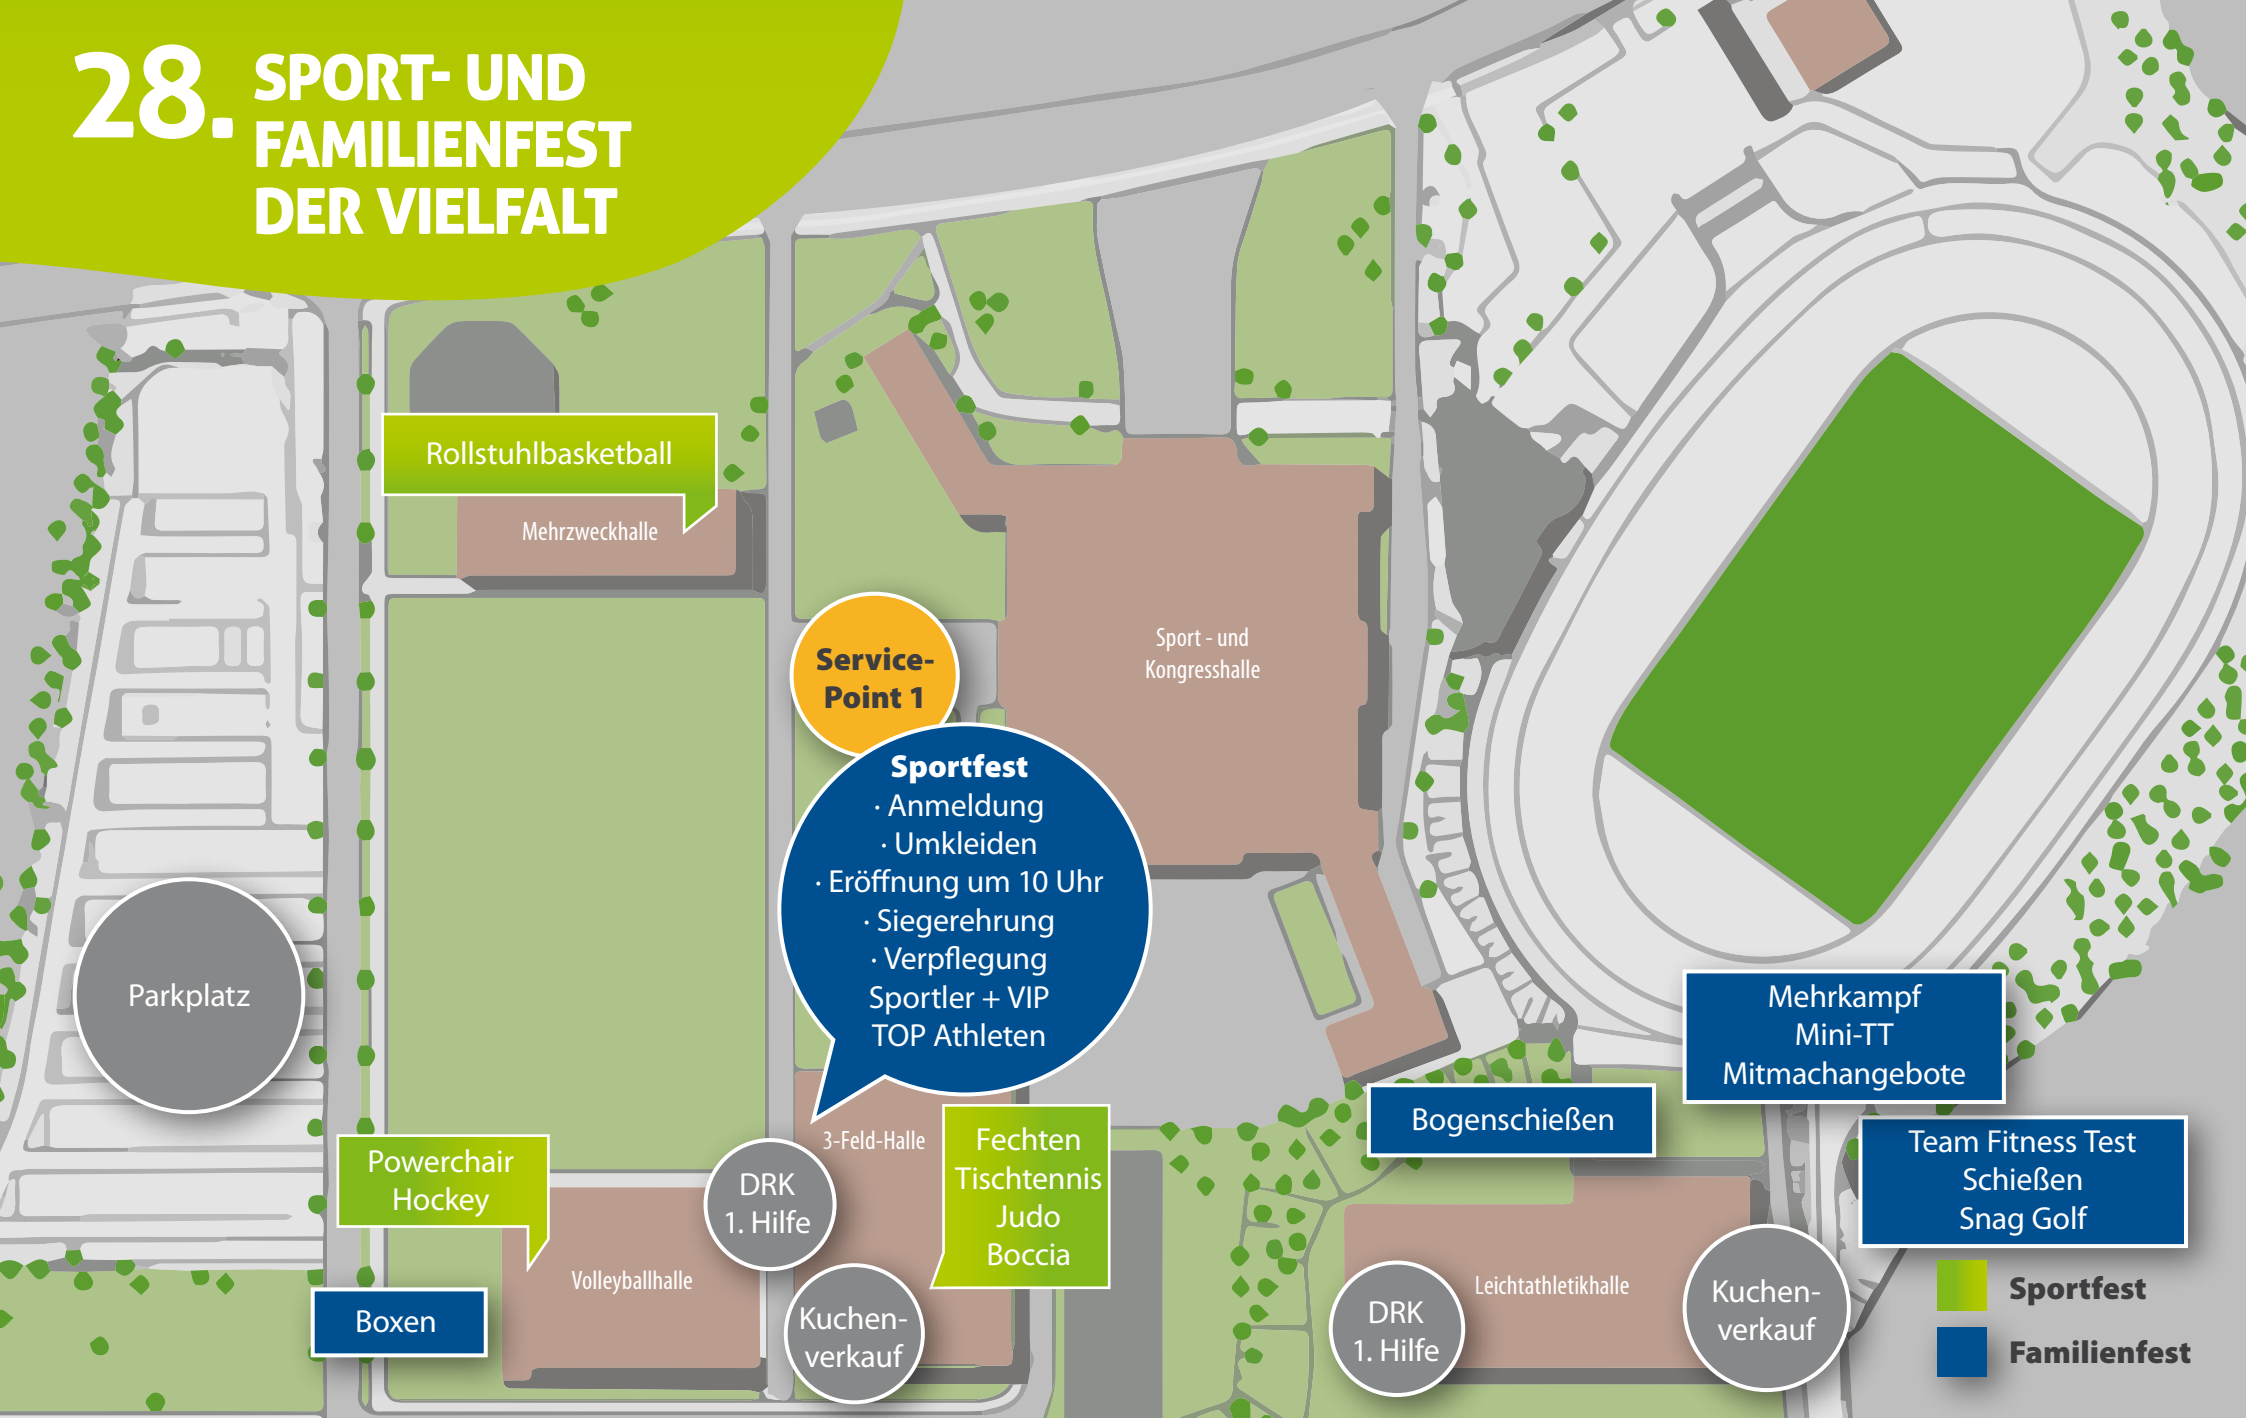 28. SPORT- UND
FAMILIENFEST
DER VIELFALT
Rollstuhlbasketball
Mehrzweckhalle
Sport - und
Kongresshalle
Service-
Point 1
Sportfest
· Anmeldung
· Umkleiden
· Eröffnung um 10 Uhr
· Siegerehrung
· Verpflegung
Sportler + VIP
TOP Athleten
Parkplatz
Mehrkampf
Mini-TT
Mitmachangebote
Bogenschießen
Team Fitness Test
Schießen
Snag Golf
3-Feld-Halle
Fechten
Tischtennis
Judo
Boccia
Powerchair
Hockey
DRK
1. Hilfe
Volleyballhalle
Boxen
Kuchen-
verkauf
DRK
1. Hilfe
Leichtathletikhalle
Kuchen-
verkauf
Sportfest
Familienfest